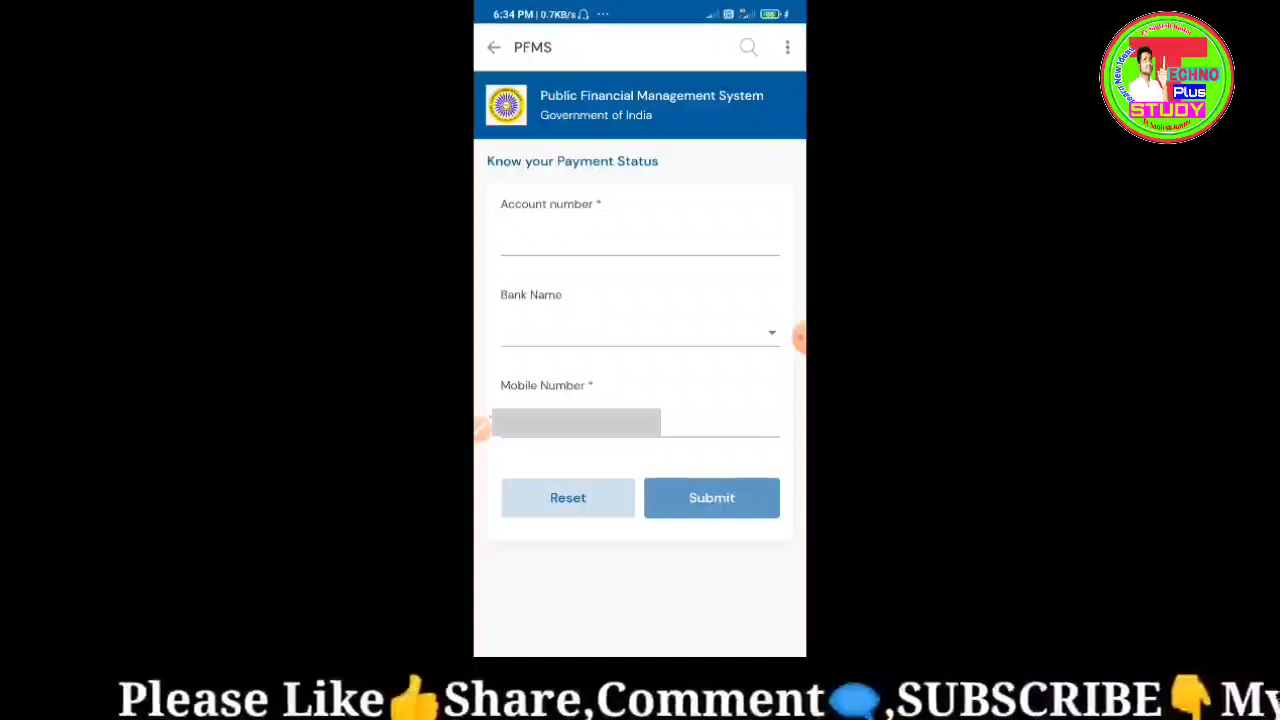 6:34 PM | 0.7KB/s
PFMS
Public Financial Management System
Government of India
Know your Payment Status
Account number *
Bank Name
Mobile Number *
Reset
Submit
ECHNO
Plus
STUDY
Please Like👍Share,Comment🗨️,SUBSCRIBE👇My